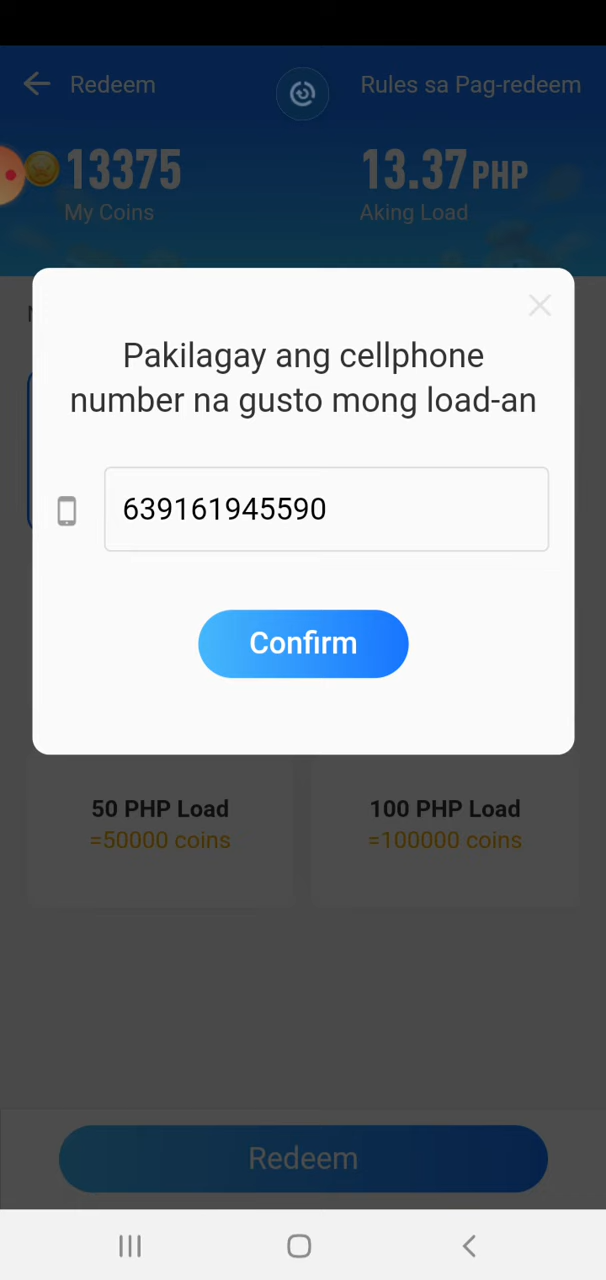 Redeem
Rules sa Pag-redeem
13375
13.37 PHP
My Coins
Aking Load
Pakilagay ang cellphone
number na gusto mong load-an
639161945590
Confirm
50 PHP Load
100 PHP Load
=50000 coins
=100000 coins
Redeem